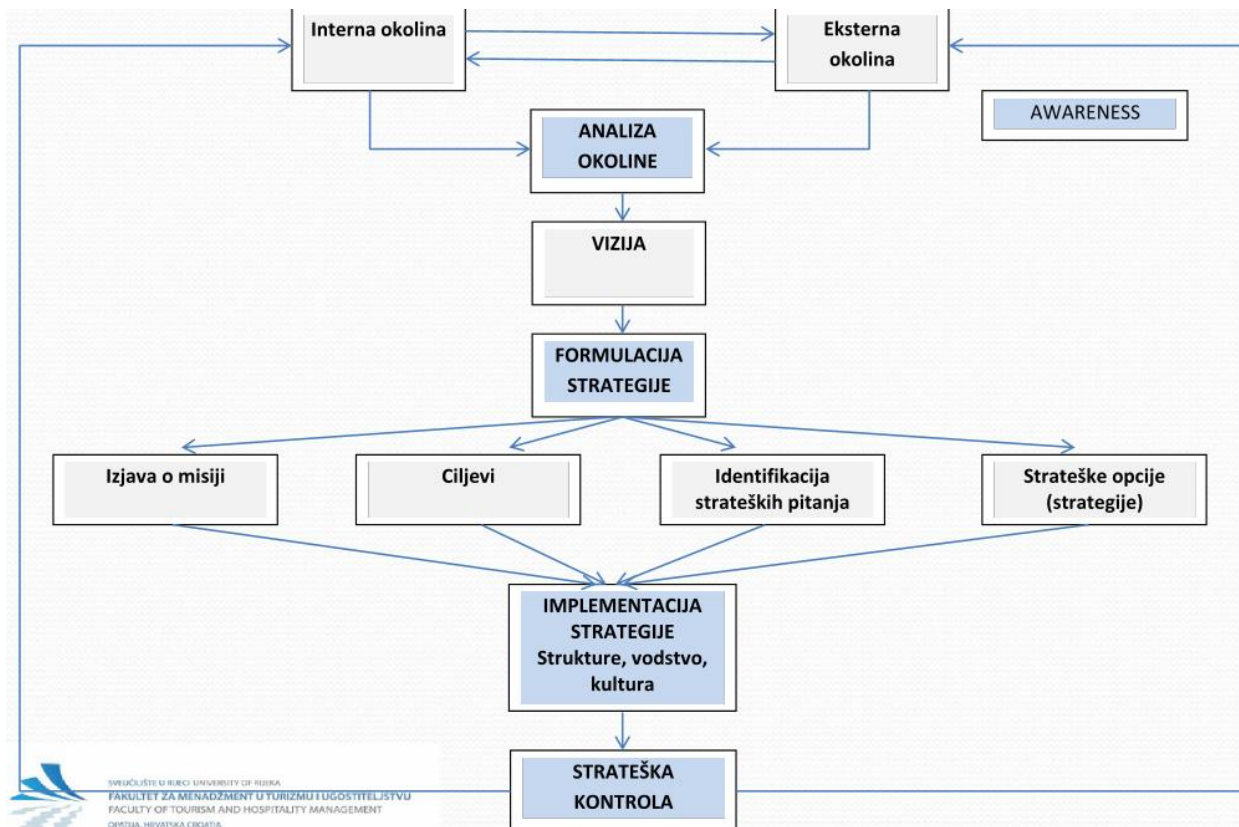 Interna okolina
Eksterna
okolina
AWARENESS
ANALIZA
OKOLINE
VIZIJA
FORMULACIJA
STRATEGIJE
Izjava o misiji
Ciljevi
Identifikacija
strateških pitanja
Strateške opcije
(strategije)
IMPLEMENTACIJA
STRATEGIJE
Strukture, vodstvo,
kultura
STRATEŠKA
KONTROLA
SVEUČILIŠTE U RIJECI UNIVERSITY OF RIJEKA
FAKULTET ZA MENADŽMENT U TURIZMU I UGOSTITELJSTVU
FACULTY OF TOURISM AND HOSPITALITY MANAGEMENT
OPATIJA, HRVATSKA CROATIA